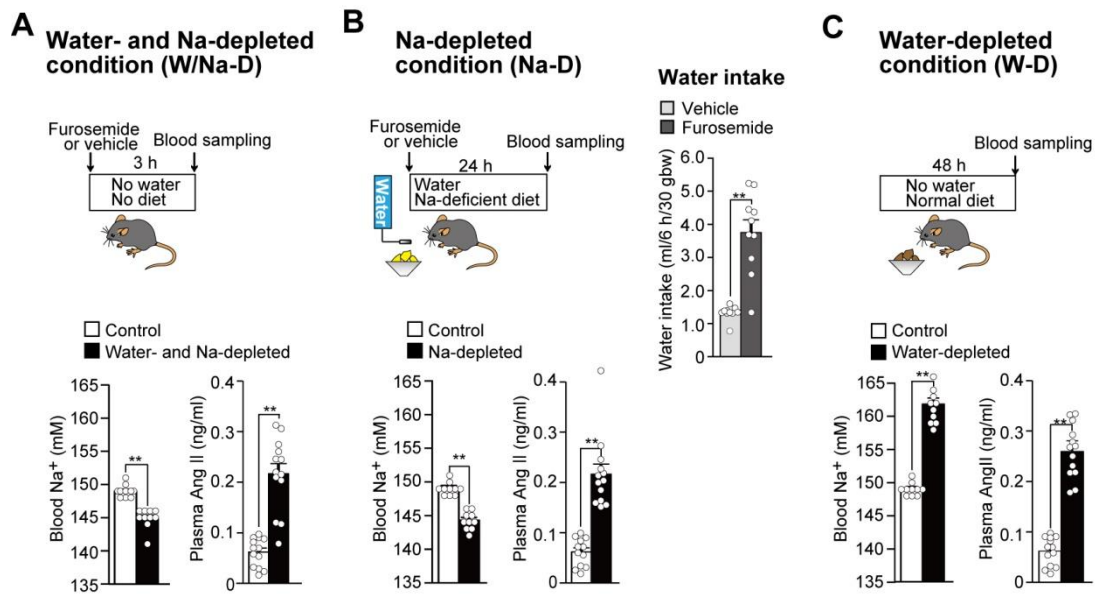 A
Water- and Na-depleted
condition (W/Na-D)
Furosemide
or vehicle
Blood sampling
3 h
No water
No diet
Control
Water- and Na-depleted
Blood Na+ (mM)
165
160
155
150
145
140
135
**
Plasma Ang II (ng/ml)
0.4
0.3
0.2
0.1
0
**
B
Na-depleted
condition (Na-D)
Furosemide
or vehicle
Blood sampling
24 h
Water
Water
Na-deficient diet
Control
Na-depleted
Blood Na+ (mM)
165
160
155
150
145
140
135
**
Plasma Ang II (ng/ml)
0.4
0.3
0.2
0.1
0
**
Water intake
Vehicle
Furosemide
Water intake (ml/6 h/30 gbw)
6.0
5.0
4.0
3.0
2.0
1.0
0
**
C
Water-depleted
condition (W-D)
Blood sampling
48 h
No water
Normal diet
Control
Water-depleted
Blood Na+ (mM)
165
160
155
150
145
140
135
**
Plasma AngII (ng/ml)
0.4
0.3
0.2
0.1
0
**